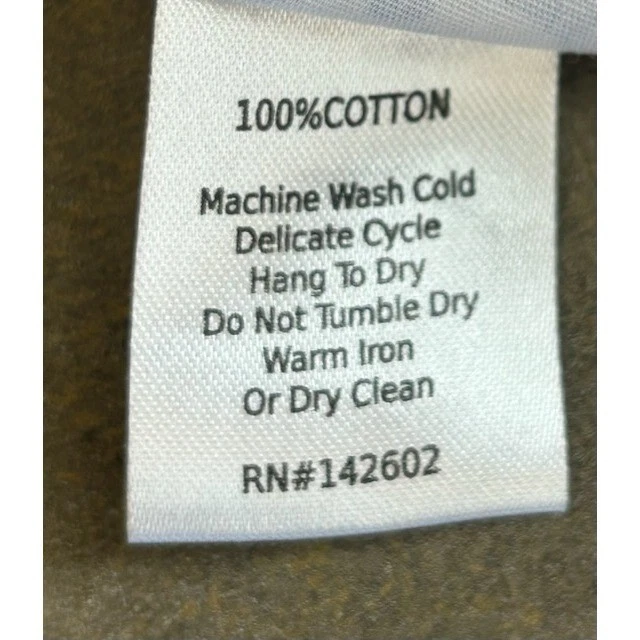 100%COTTON
Machine Wash Cold
Delicate Cycle
Hang To Dry
Do Not Tumble Dry
Warm Iron
Or Dry Clean
RN#142602